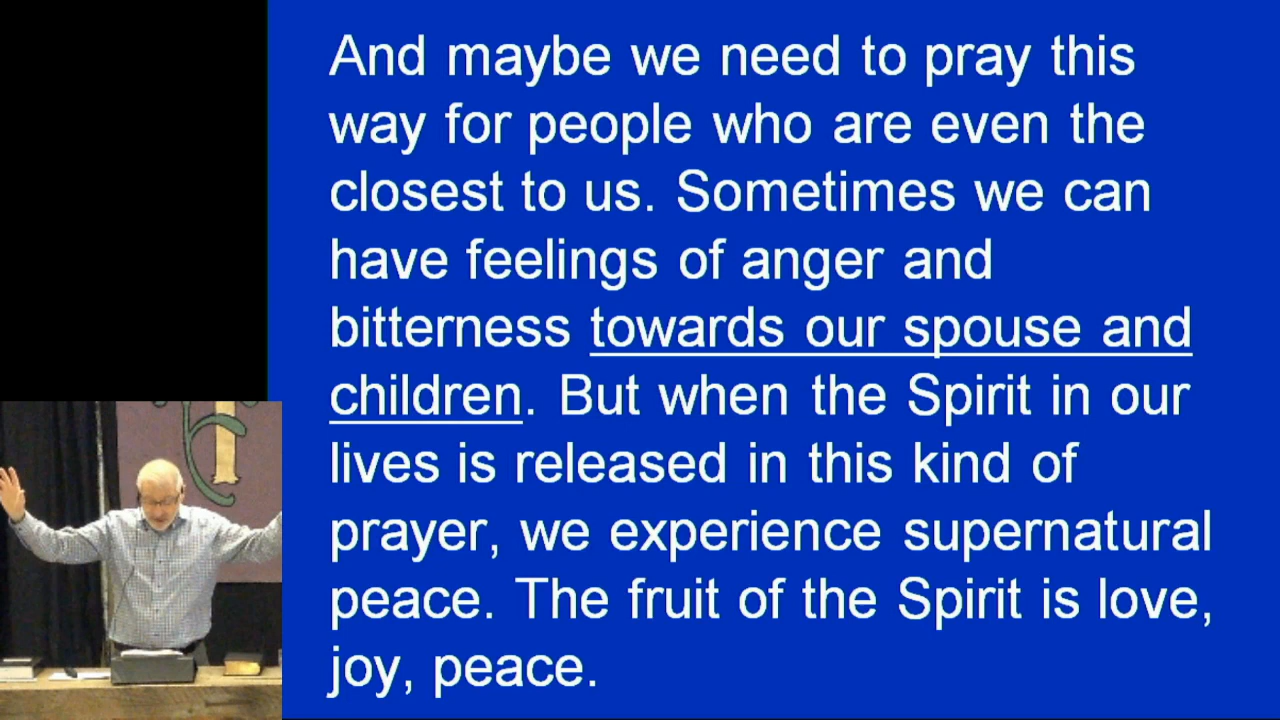 And maybe we need to pray this
way for people who are even the
closest to us. Sometimes we can
have feelings of anger and
bitterness towards our spouse and
children. But when the Spirit in our
lives is released in this kind of
prayer, we experience supernatural
peace. The fruit of the Spirit is love,
joy, peace.